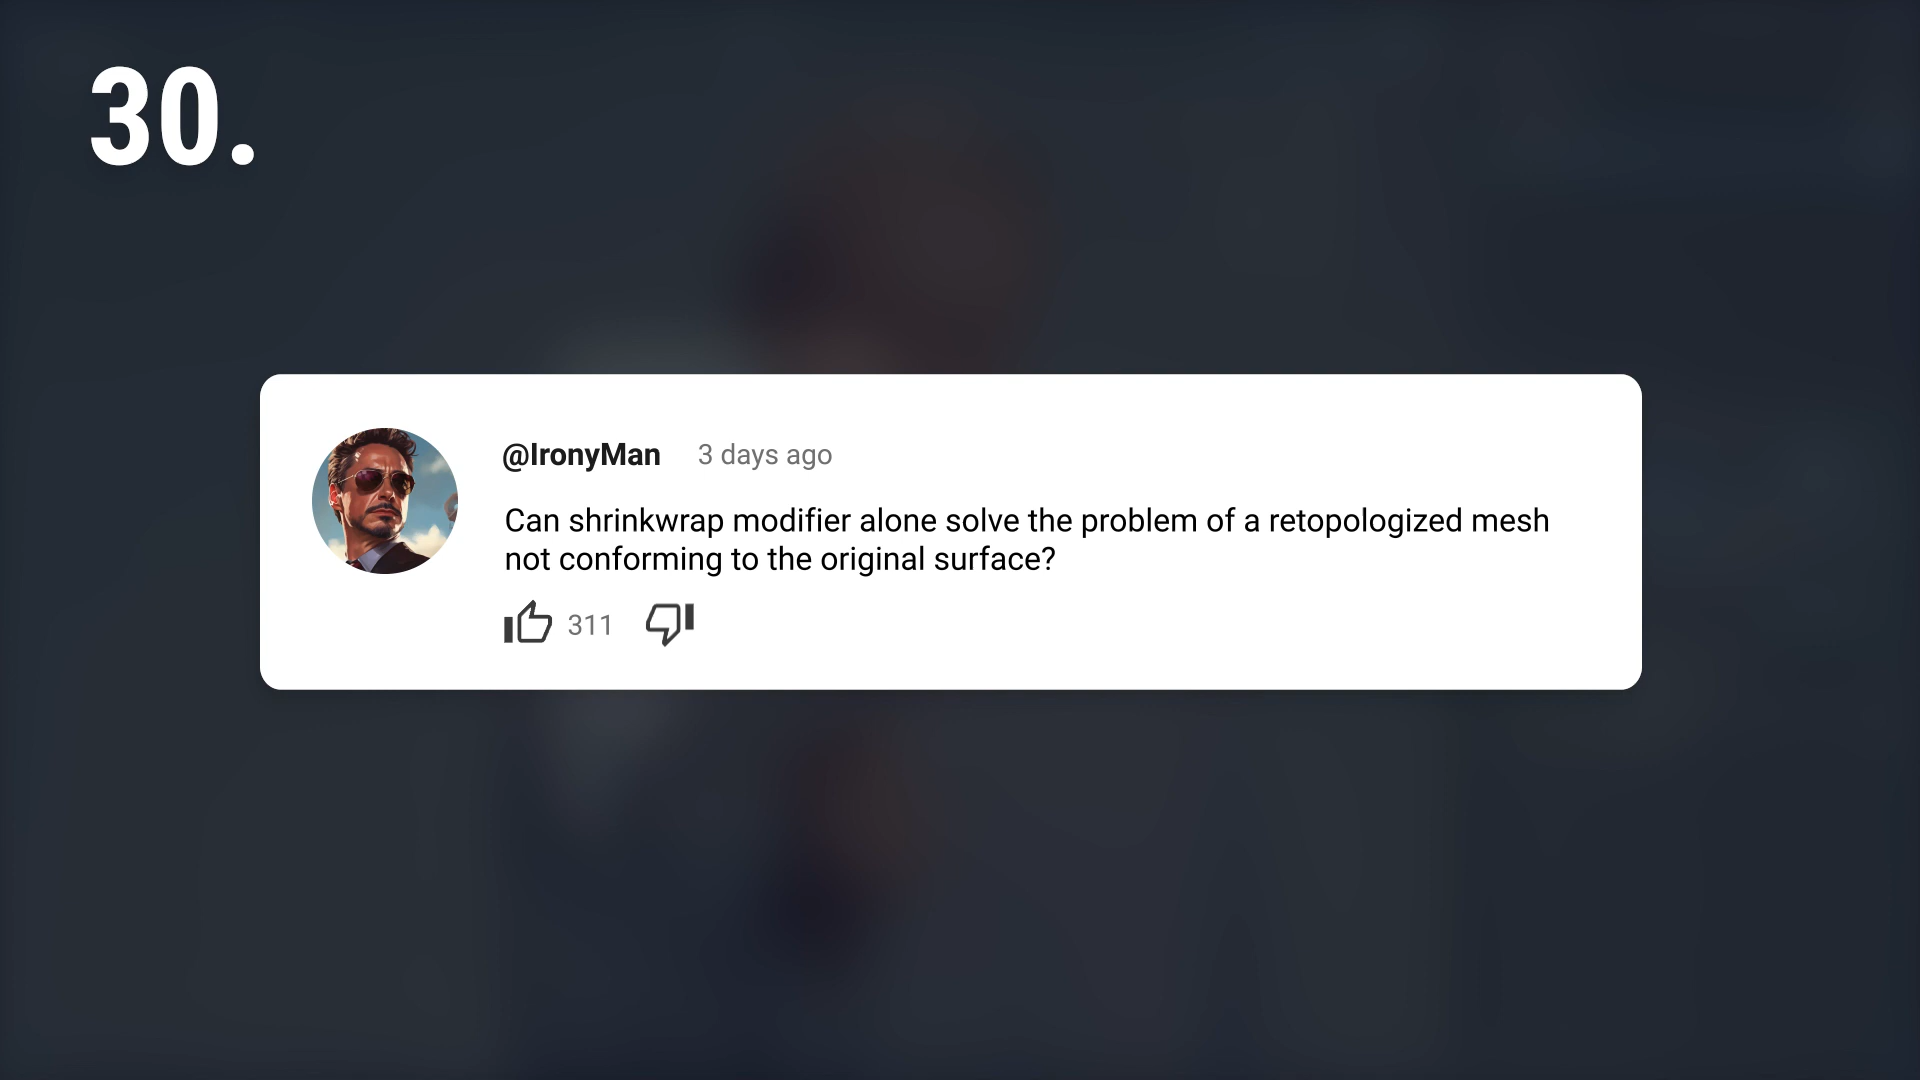 30.
@IronyMan 3 days ago
Can shrinkwrap modifier alone solve the problem of a retopologized mesh
not conforming to the original surface?
311